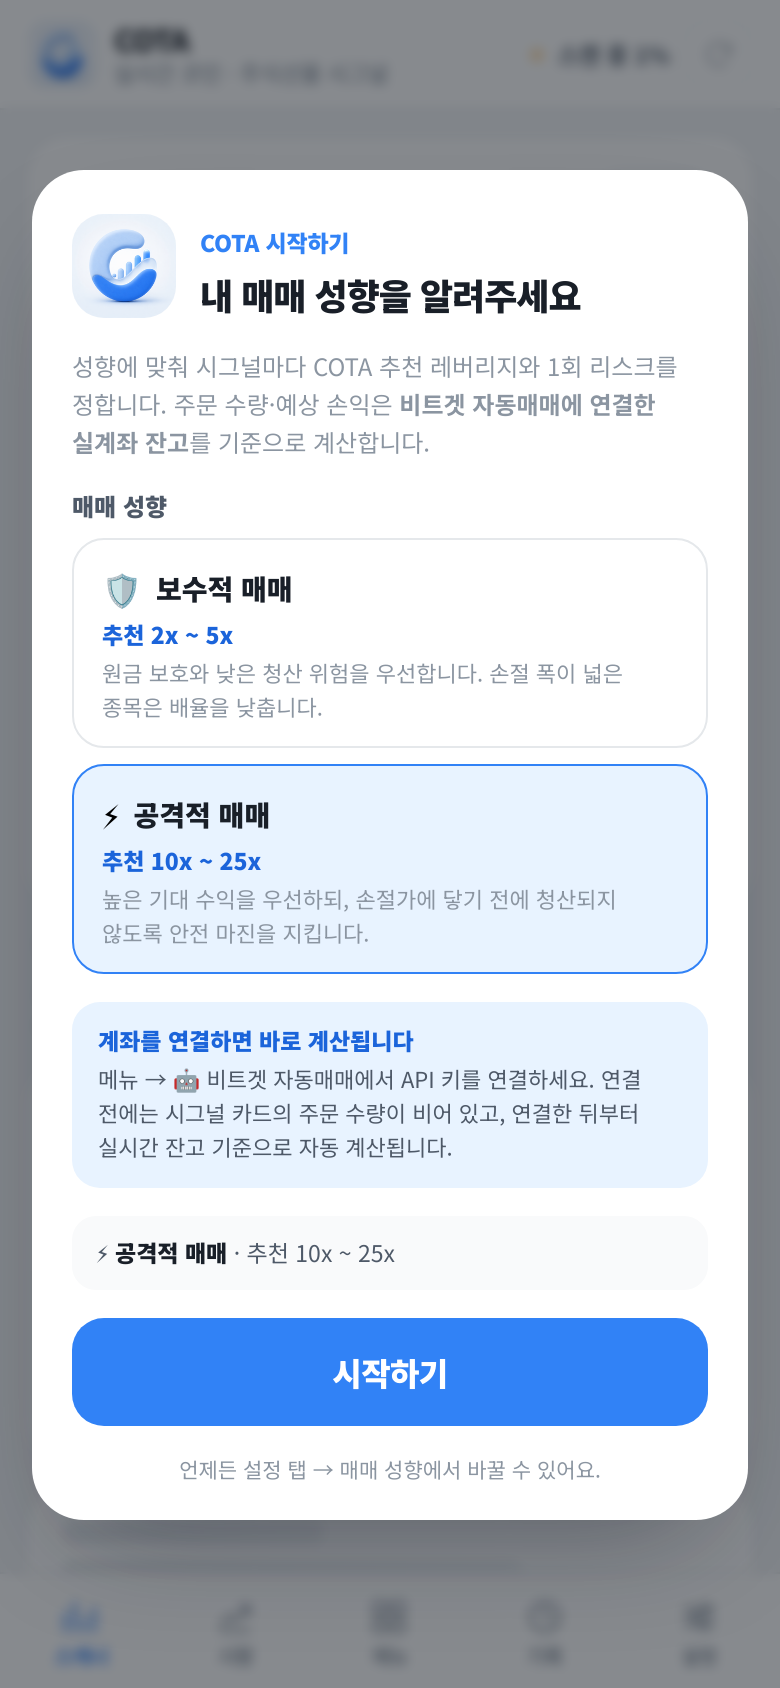 COTA
COTA 시작하기
내 매매 성향을 알려주세요
성향에 맞춰 시그널마다 COTA 추천 레버리지와 1회 리스크를
정합니다. 주문 수량·예상 손익은 비트겟 자동매매에 연결한
실계좌 잔고를 기준으로 계산합니다.
매매 성향
🛡️ 보수적 매매
추천 2x ~ 5x
원금 보호와 낮은 청산 위험을 우선합니다. 손절 폭이 넓은
종목은 배율을 낮춥니다.
⚡ 공격적 매매
추천 10x ~ 25x
높은 기대 수익을 우선하되, 손절가에 닿기 전에 청산되지
않도록 안전 마진을 지킵니다.
계좌를 연결하면 바로 계산됩니다
메뉴 → 🤖 비트겟 자동매매에서 API 키를 연결하세요. 연결
전에는 시그널 카드의 주문 수량이 비어 있고, 연결한 뒤부터
실시간 잔고 기준으로 자동 계산됩니다.
⚡ 공격적 매매 · 추천 10x ~ 25x
시작하기
언제든 설정 탭 → 매매 성향에서 바꿀 수 있어요.